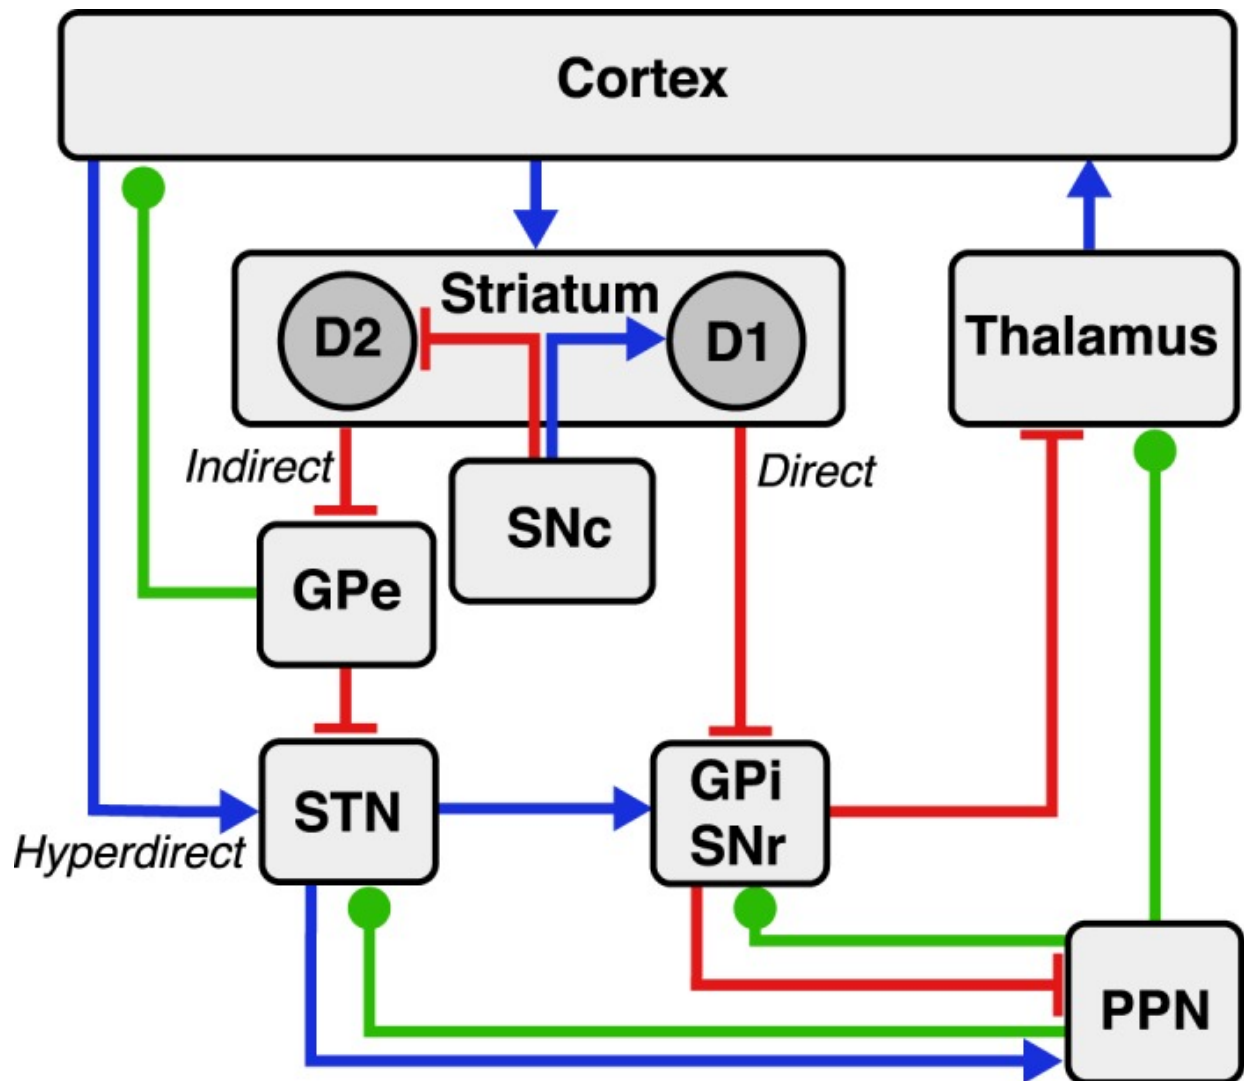 Cortex
Striatum
D2
D1
Thalamus
Indirect
Direct
SNc
GPe
STN
GPi
SNr
Hyperdirect
PPN